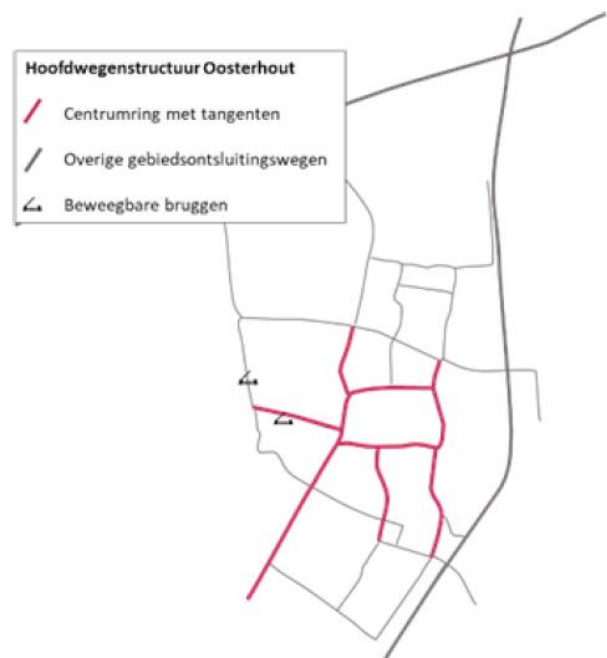 Hoofdwegenstructuur Oosterhout
Centrumring met tangenten
Overige gebiedsontsluitingswegen
Beweegbare bruggen